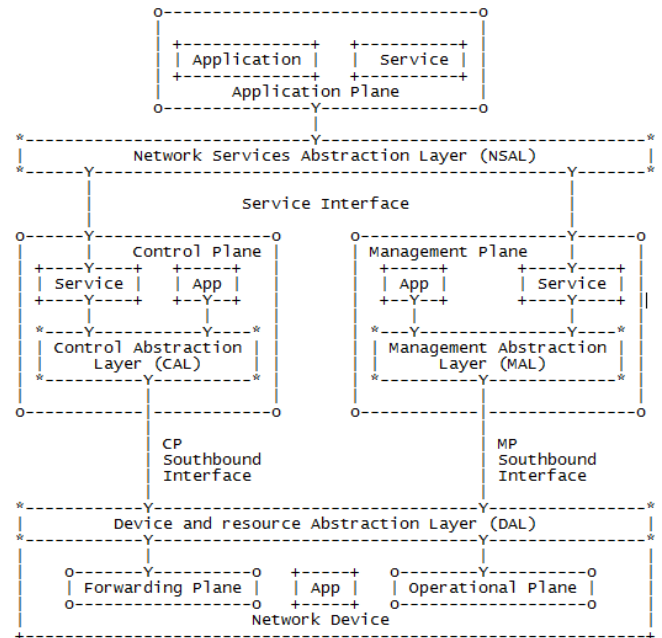 Application Service
Application Plane
Network Services Abstraction Layer (NSAL)
Service Interface
Control Plane Management Plane
Service App App Service
Control Abstraction Management Abstraction
Layer (CAL) Layer (MAL)
CP MP
Southbound Southbound
Interface Interface
Device and resource Abstraction Layer (DAL)
Forwarding Plane App Operational Plane
Network Device